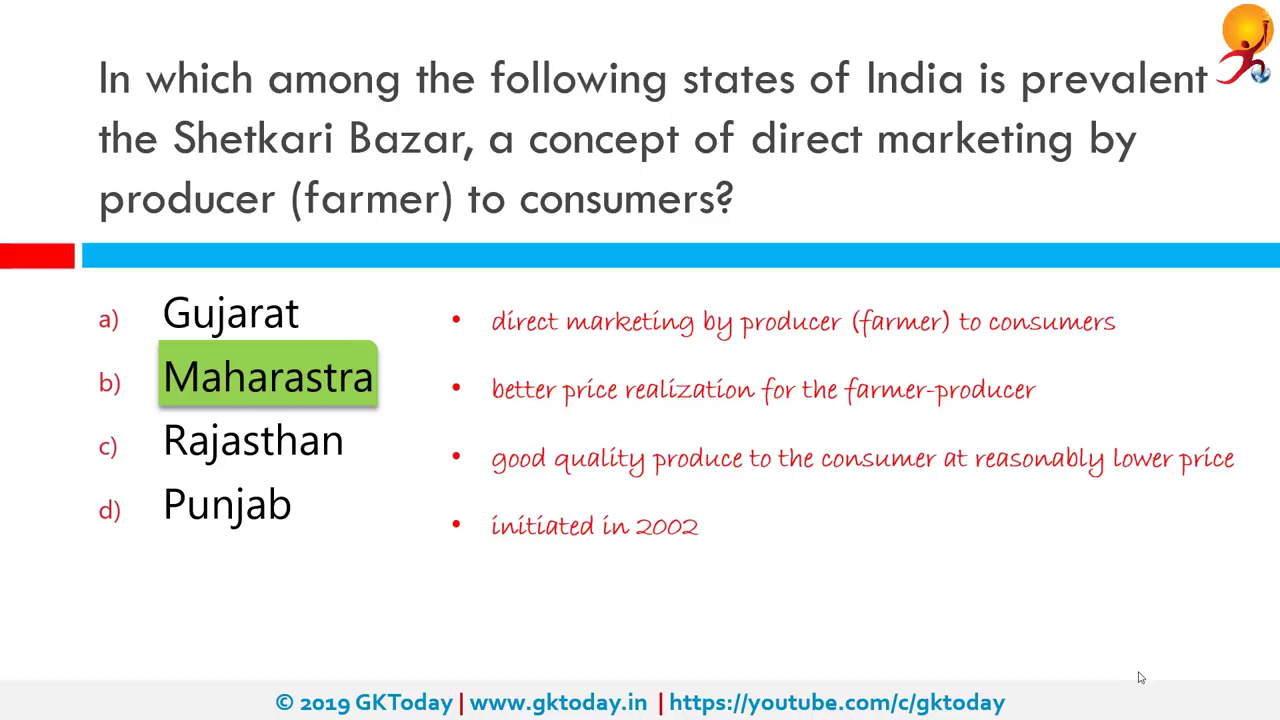 In which among the following states of India is prevalent
the Shetkari Bazar, a concept of direct marketing by
producer (farmer) to consumers?
a) Gujarat
b) Maharastra
c) Rajasthan
d) Punjab
• direct marketing by producer (farmer) to consumers
• better price realization for the farmer-producer
• good quality produce to the consumer at reasonably lower price
• initiated in 2002
© 2019 GKToday | www.gktoday.in | https://youtube.com/c/gktoday